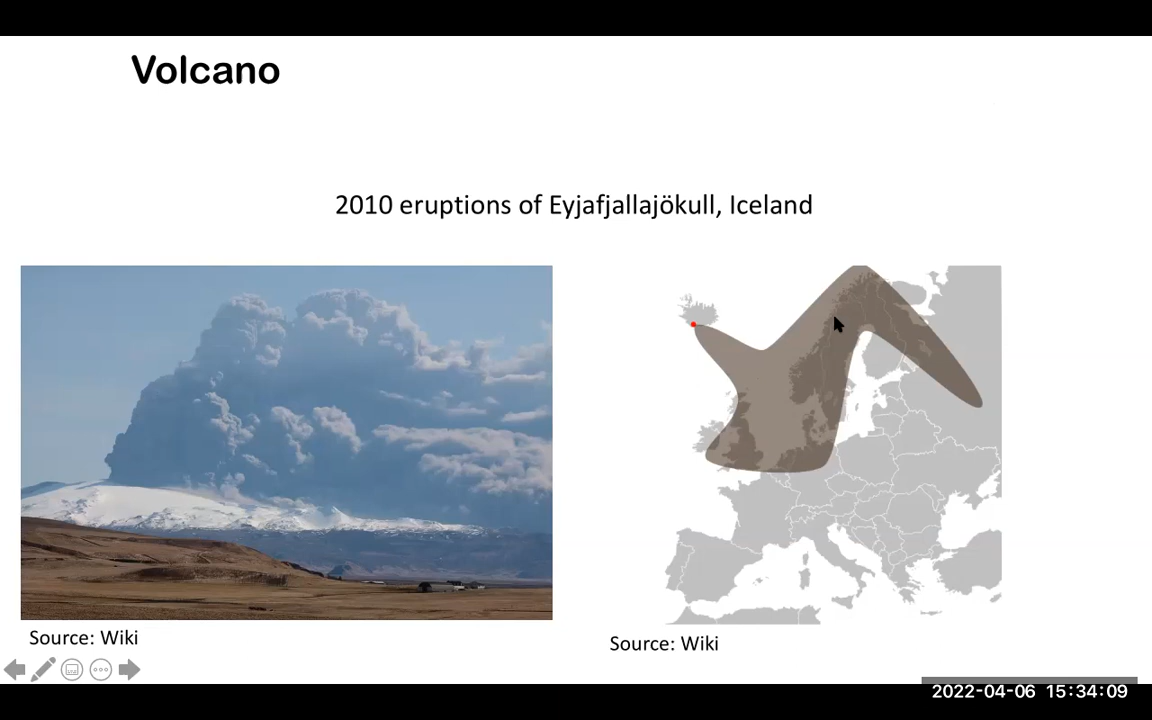 Volcano
2010 eruptions of Eyjafjallajökull, Iceland
Source: Wiki
Source: Wiki
2022-04-06 15:34:09